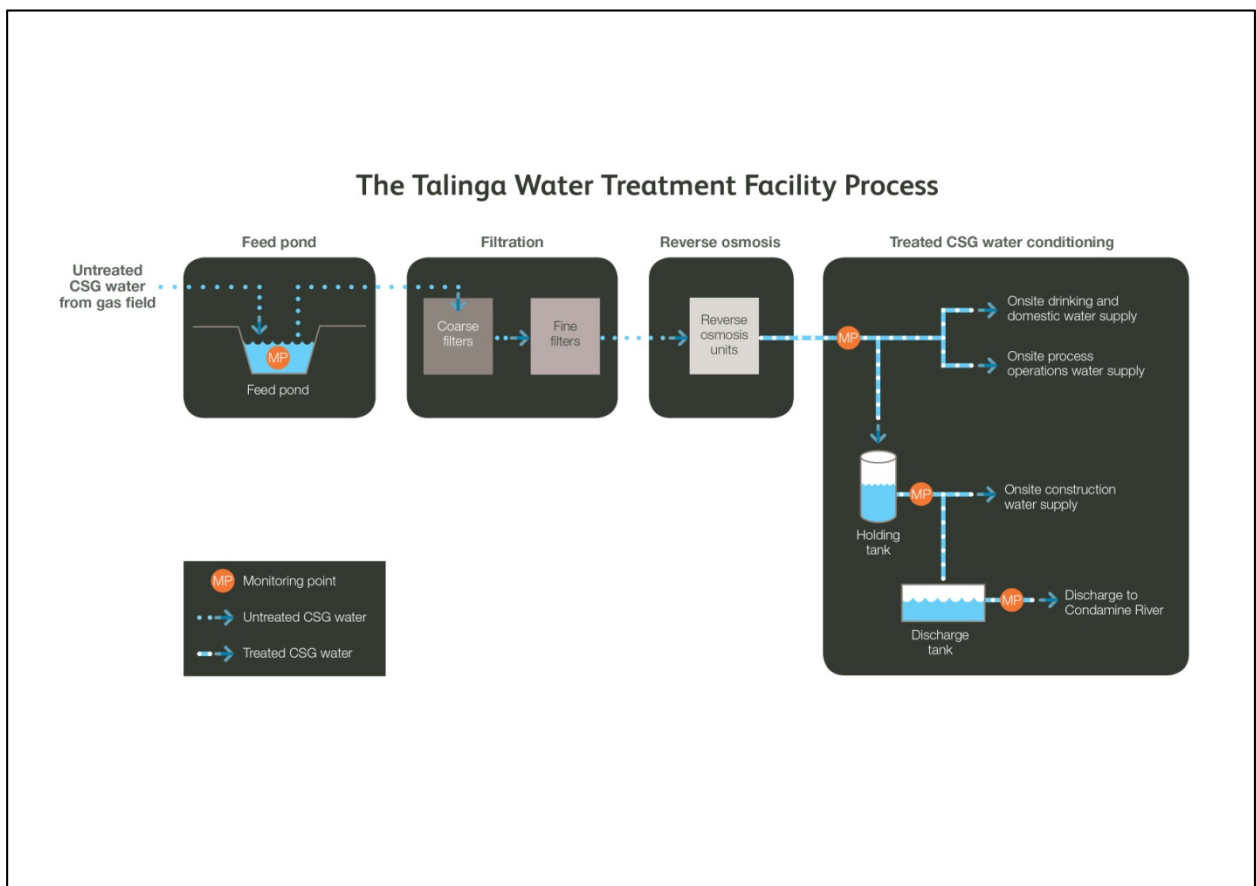 The Talinga Water Treatment Facility Process
Feed pond
Filtration
Reverse osmosis
Treated CSG water conditioning
Untreated
CSG water
from gas field
MP
Feed pond
Coarse
filters
Fine
filters
Reverse
osmosis
units
MP
Onsite drinking and
domestic water supply
Onsite process
operations water supply
Holding
tank
MP
Onsite construction
water supply
Discharge
tank
MP
Discharge to
Condamine River
MP Monitoring point
Untreated CSG water
Treated CSG water